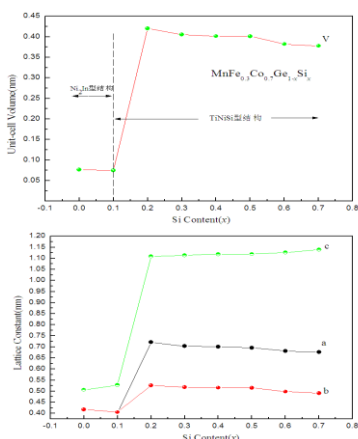 0.45
0.40
0.35
0.30
0.25
0.20
0.15
0.10
0.05
Unit-cell Volume(nm)
V
MnFe0.3Co0.7Ge1-xSix
Ni2In型结构
TiNiSi型结构
-0.1 0.0 0.1 0.2 0.3 0.4 0.5 0.6 0.7 0.8
Si Content(x)
1.20
1.15
1.10
1.05
1.00
0.95
0.90
0.85
0.80
0.75
0.70
0.65
0.60
0.55
0.50
0.45
0.40
Lattice Constant(nm)
c
a
b
-0.1 0.0 0.1 0.2 0.3 0.4 0.5 0.6 0.7 0.8
Si Content(x)